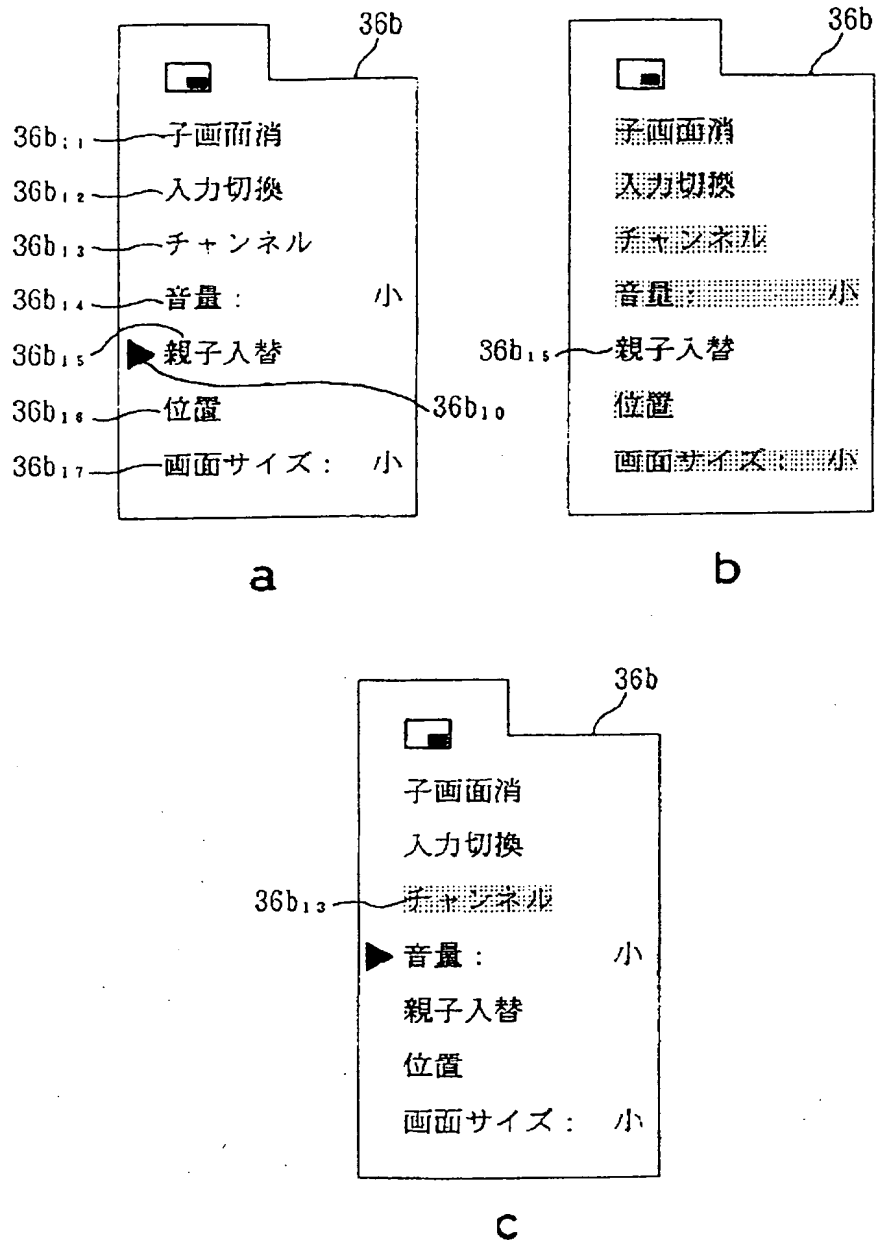 36b
36b₁₁ 子画面消
36b₁₂ 入力切換
36b₁₃ チャンネル
36b₁₄ 音量： 小
36b₁₅ ▶ 親子入替
36b₁₀
36b₁₆ 位置
36b₁₇ 画面サイズ： 小
a
36b
子画面消
入力切換
チャンネル
音量： 小
36b₁₅ 親子入替
位置
画面サイズ： 小
b
36b
子画面消
入力切換
36b₁₃ チャンネル
▶ 音量： 小
親子入替
位置
画面サイズ： 小
c